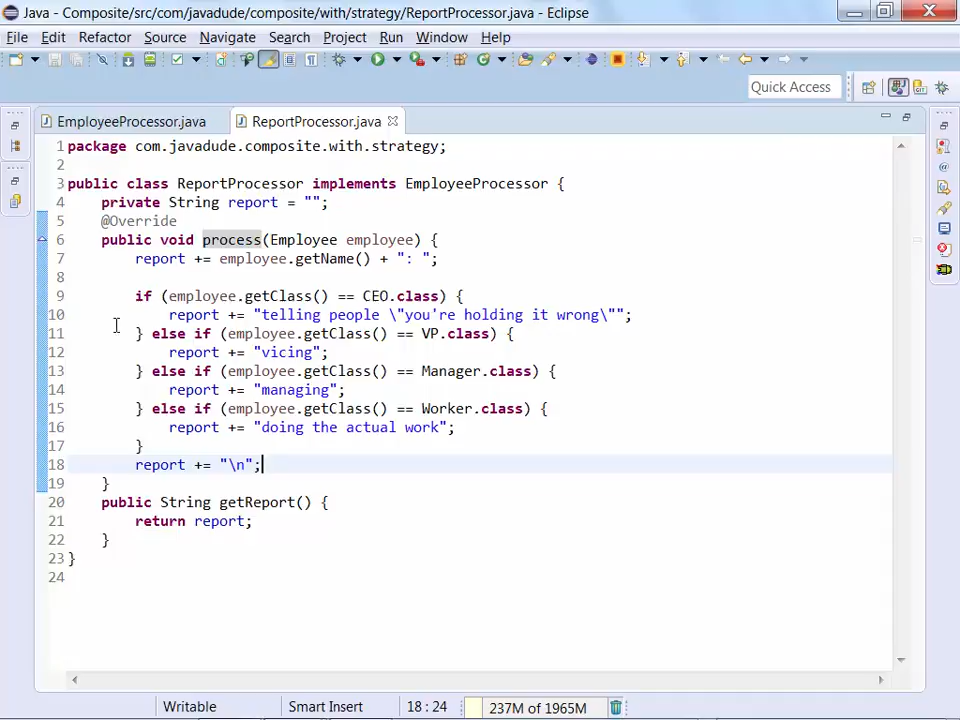 Java - Composite/src/com/javadude/composite/with/strategy/ReportProcessor.java - Eclipse
File Edit Refactor Source Navigate Search Project Run Window Help
Quick Access
EmployeeProcessor.java ReportProcessor.java
1 package com.javadude.composite.with.strategy;
2
3 public class ReportProcessor implements EmployeeProcessor {
4 private String report = "";
5 @Override
6 public void process(Employee employee) {
7 report += employee.getName() + ": ";
8
9 if (employee.getClass() == CEO.class) {
10 report += "telling people \"you're holding it wrong\"";
11 } else if (employee.getClass() == VP.class) {
12 report += "vicing";
13 } else if (employee.getClass() == Manager.class) {
14 report += "managing";
15 } else if (employee.getClass() == Worker.class) {
16 report += "doing the actual work";
17 }
18 report += "\n";
19 }
20 public String getReport() {
21 return report;
22 }
23 }
24
Writable Smart Insert 18 : 24 237M of 1965M